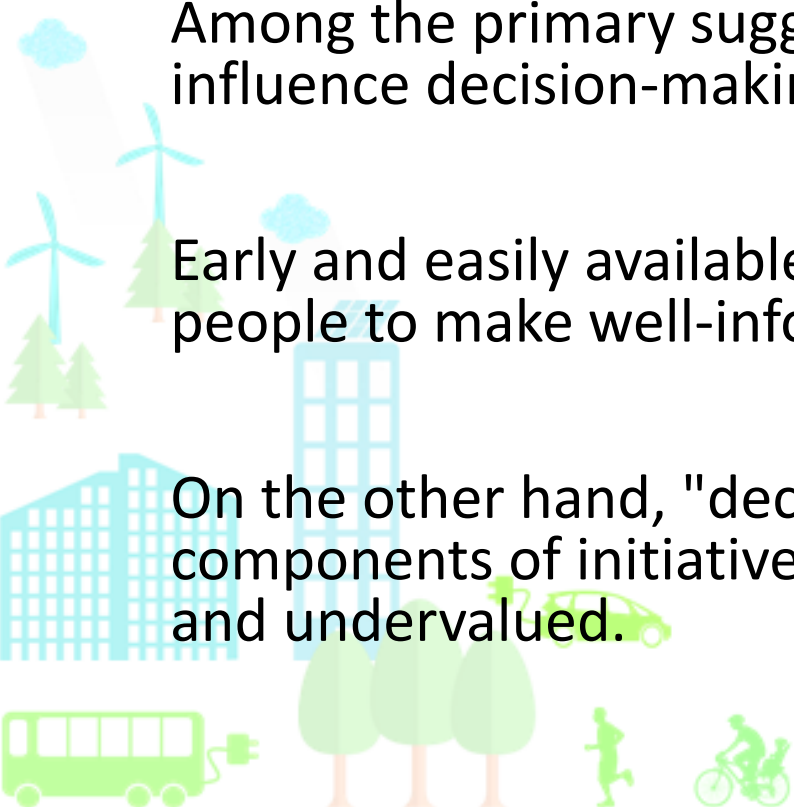 Among the primary sugg
influence decision-makin
Early and easily available
people to make well-info
On the other hand, "dec
components of initiative
and undervalued.